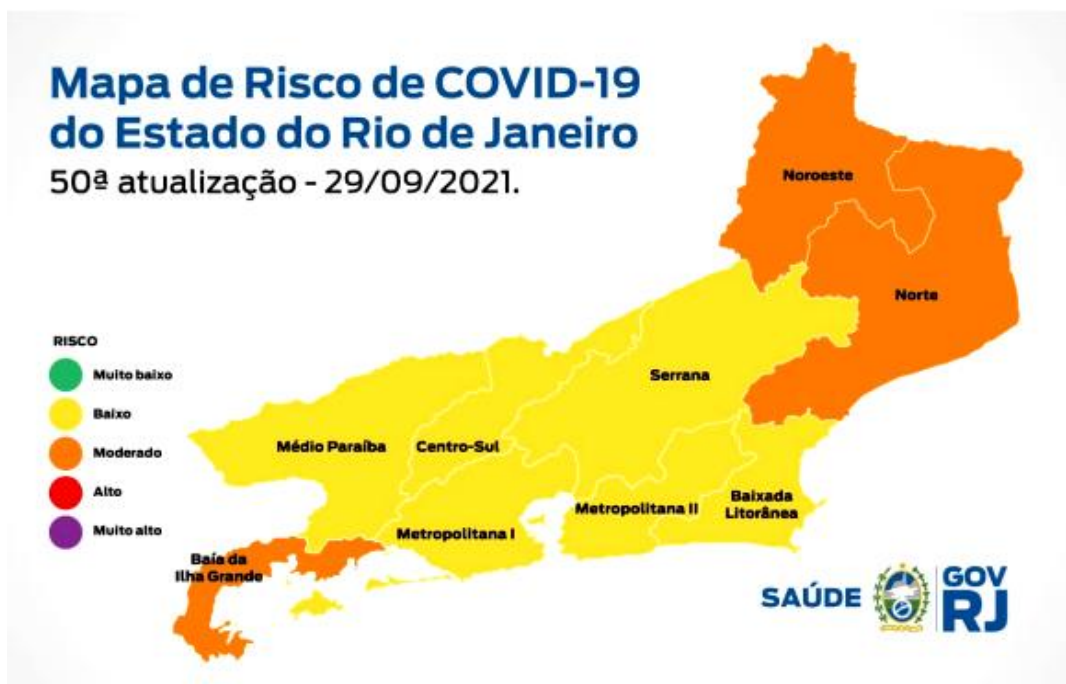 Mapa de Risco de COVID-19
do Estado do Rio de Janeiro
50ª atualização - 29/09/2021.
Noroeste
Norte
RISCO
Muito baixo
Baixo
Moderado
Alto
Muito alto
Serrana
Médio Paraíba
Centro-Sul
Metropolitana I
Metropolitana II
Baixada
Litorânea
Baía da
Ilha Grande
SAÚDE
GOV
RJ